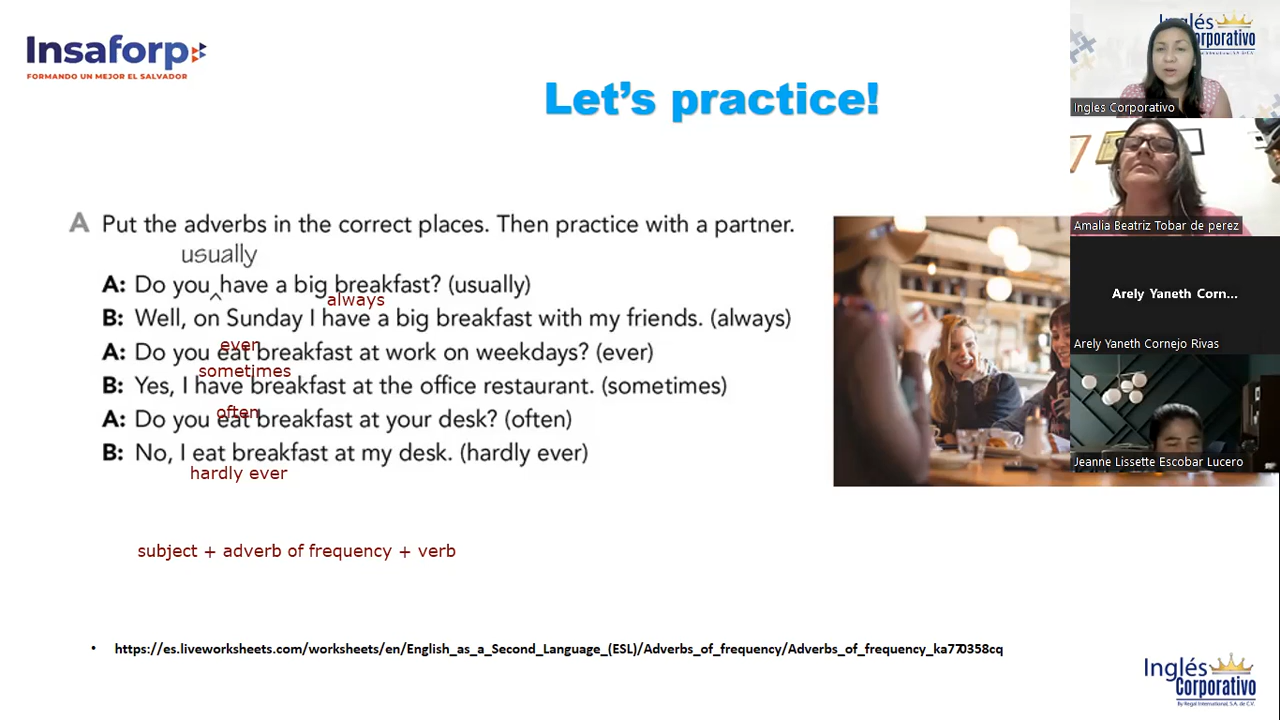 Insaforp
FORMANDO UN MEJOR EL SALVADOR
Let's practice!
A Put the adverbs in the correct places. Then practice with a partner.
usually
A: Do you ^ have a big breakfast? (usually)
always
B: Well, on Sunday I have a big breakfast with my friends. (always)
ever
A: Do you eat breakfast at work on weekdays? (ever)
sometimes
B: Yes, I have breakfast at the office restaurant. (sometimes)
often
A: Do you eat breakfast at your desk? (often)
B: No, I eat breakfast at my desk. (hardly ever)
hardly ever
subject + adverb of frequency + verb
• https://es.liveworksheets.com/worksheets/en/English_as_a_Second_Language_(ESL)/Adverbs_of_frequency/Adverbs_of_frequency_ka770358cq
Inglés
Corporativo
Ingles Corporativo
Amalia Beatriz Tobar de perez
Arely Yaneth Corn...
Arely Yaneth Cornejo Rivas
Jeanne Lissette Escobar Lucero
Inglés
Corporativo
By Regal International, S.A. de C.V.